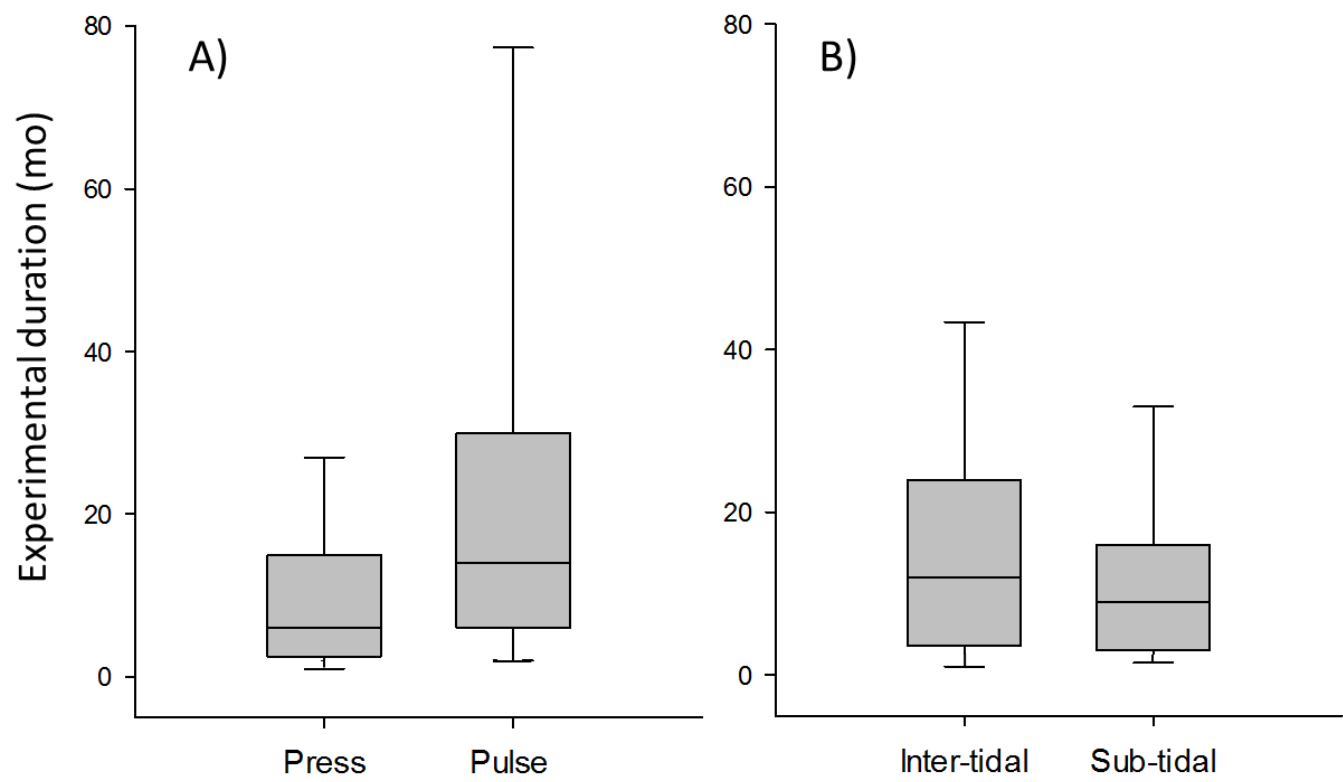 Experimental duration (mo)
A)
80
60
40
20
0
Press Pulse
B)
80
60
40
20
0
Inter-tidal Sub-tidal